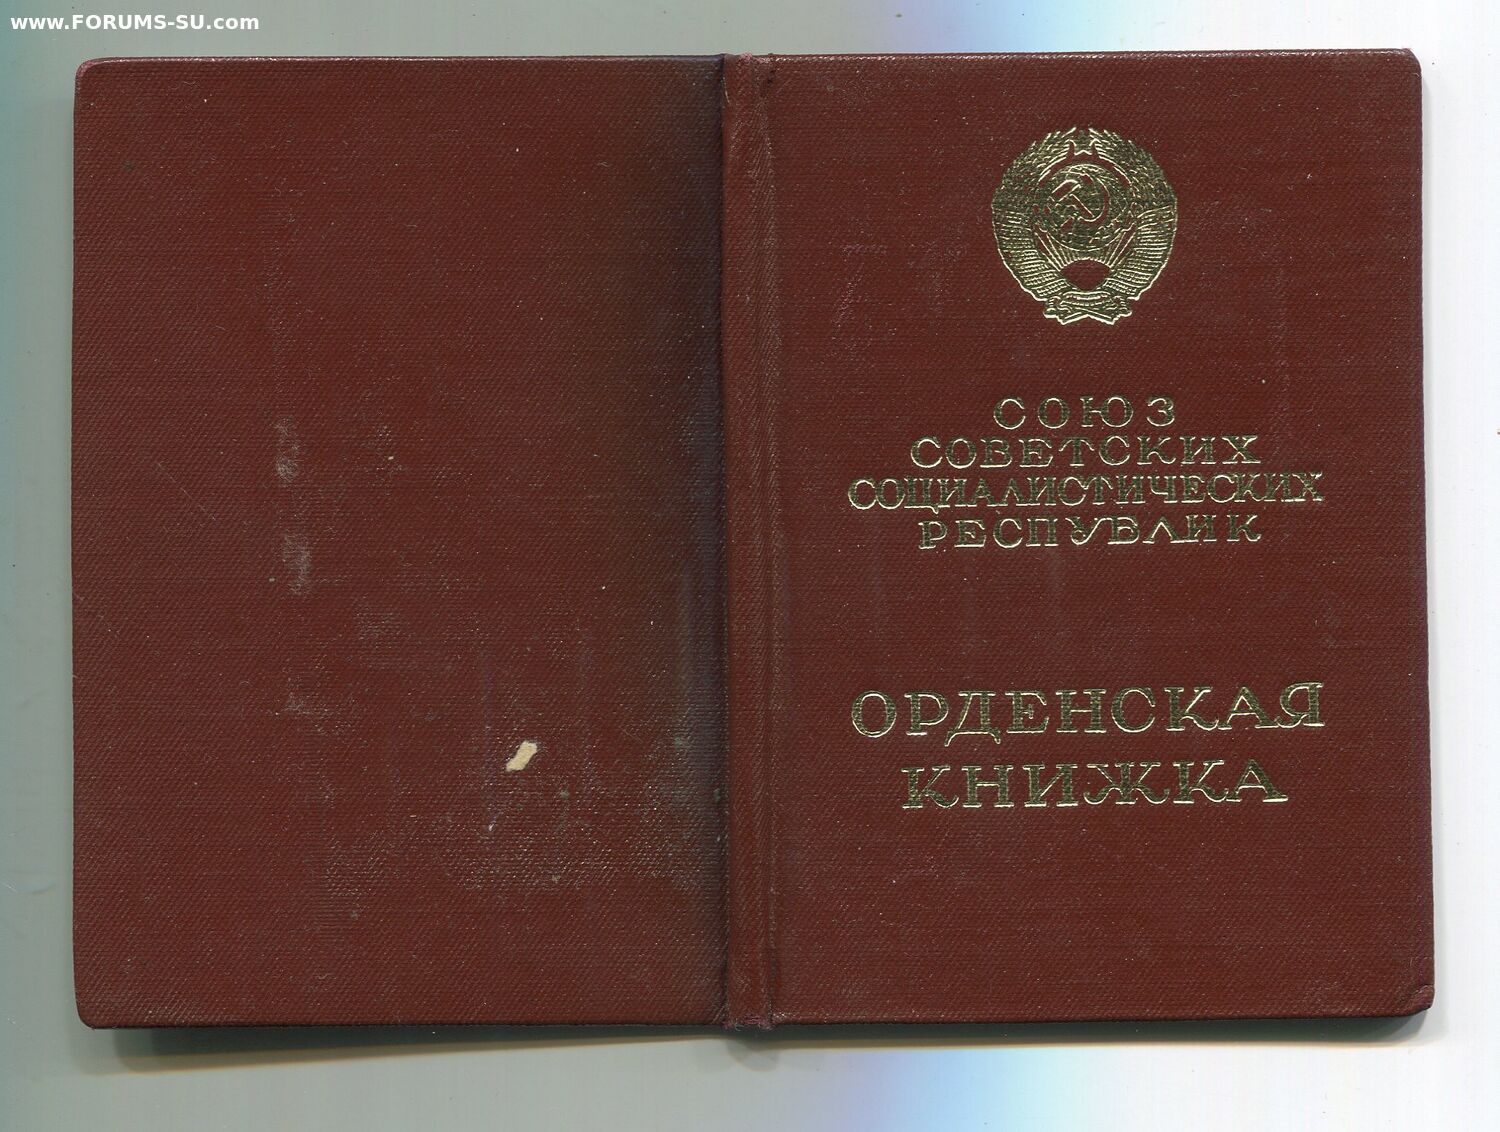 www.FORUMS-SU.com
СОЮЗ
СОВЕТСКИХ
СОЦИАЛИСТИЧЕСКИХ
РЕСПУБЛИК
ОРДЕНСКАЯ
КНИЖКА